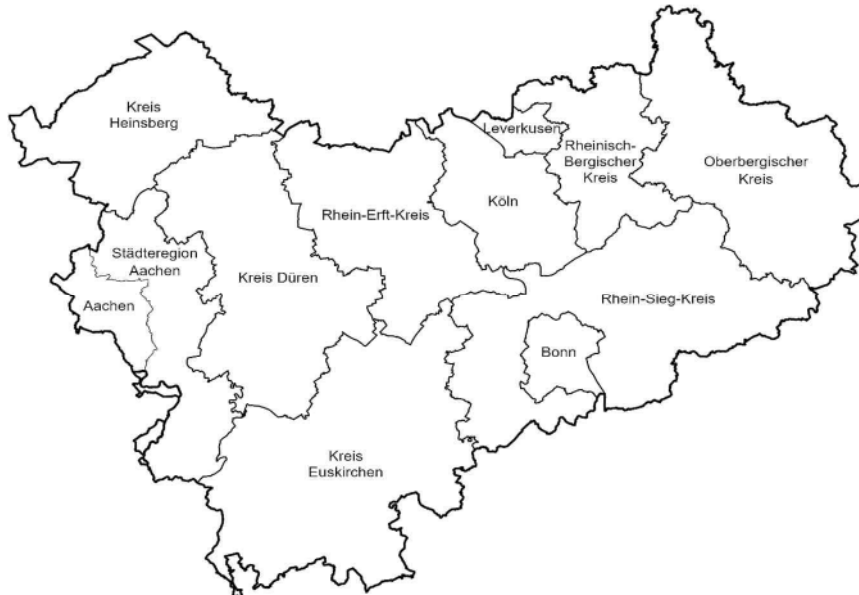 Kreis
Heinsberg
Leverkusen
Rheinisch-
Bergischer
Kreis
Oberbergischer
Kreis
Köln
Rhein-Erft-Kreis
Städteregion
Aachen
Kreis Düren
Aachen
Rhein-Sieg-Kreis
Bonn
Kreis
Euskirchen